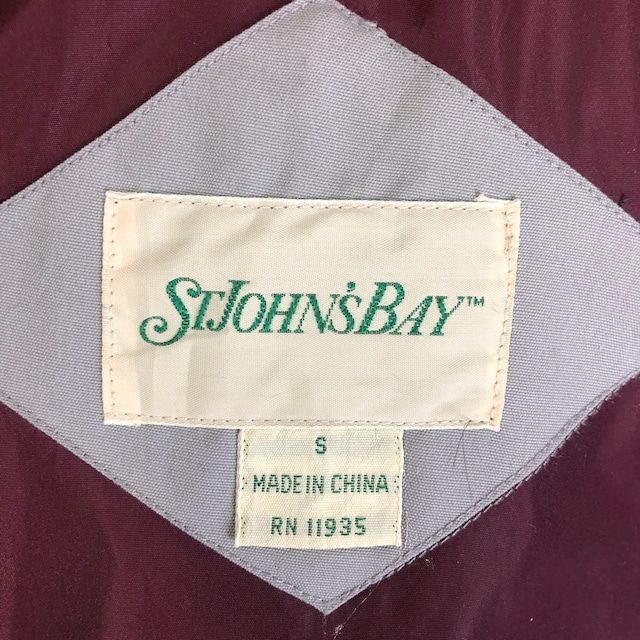 ST.JOHN'S BAY™
S
MADE IN CHINA
RN 11935